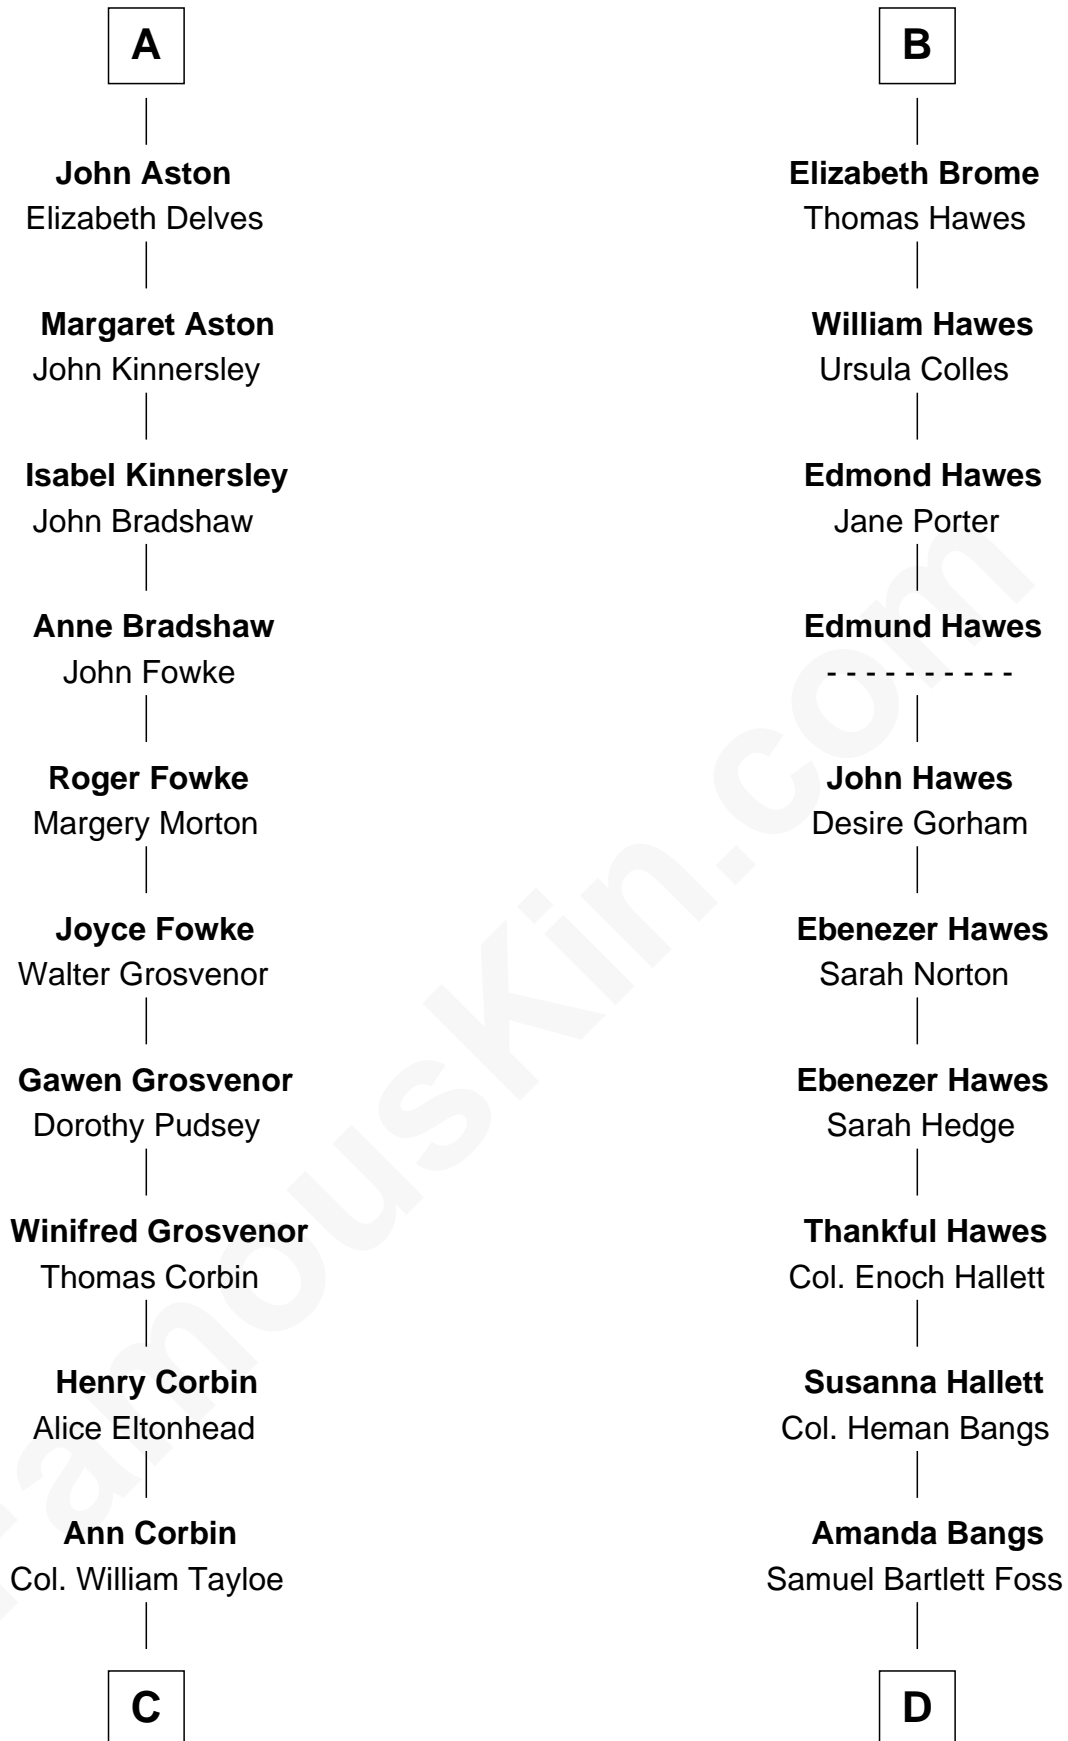 A
John Aston
Elizabeth Delves
Margaret Aston
John Kinnersley
Isabel Kinnersley
John Bradshaw
Anne Bradshaw
John Fowke
Roger Fowke
Margery Morton
Joyce Fowke
Walter Grosvenor
Gawen Grosvenor
Dorothy Pudsey
Winifred Grosvenor
Thomas Corbin
Henry Corbin
Alice Eltonhead
Ann Corbin
Col. William Tayloe
C
B
Elizabeth Brome
Thomas Hawes
William Hawes
Ursula Colles
Edmond Hawes
Jane Porter
Edmund Hawes
- - - - - - - - - -
John Hawes
Desire Gorham
Ebenezer Hawes
Sarah Norton
Ebenezer Hawes
Sarah Hedge
Thankful Hawes
Col. Enoch Hallett
Susanna Hallett
Col. Heman Bangs
Amanda Bangs
Samuel Bartlett Foss
D
FamousKin.com